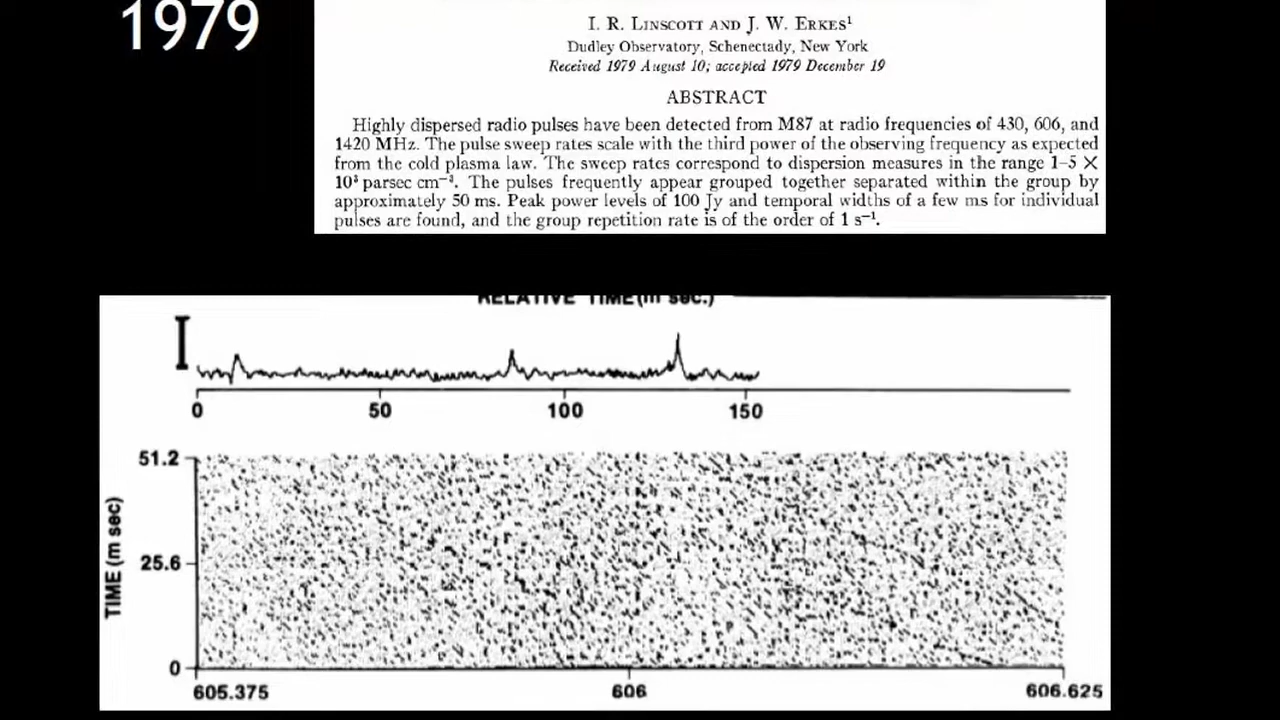 1979
I. R. LINSCOTT AND J. W. ERKES¹
Dudley Observatory, Schenectady, New York
Received 1979 August 10; accepted 1979 December 19
ABSTRACT
Highly dispersed radio pulses have been detected from M87 at radio frequencies of 430, 606, and
1420 MHz. The pulse sweep rates scale with the third power of the observing frequency as expected
from the cold plasma law. The sweep rates correspond to dispersion measures in the range 1–5 ×
10³ parsec cm⁻³. The pulses frequently appear grouped together separated within the group by
approximately 50 ms. Peak power levels of 100 Jy and temporal widths of a few ms for individual
pulses are found, and the group repetition rate is of the order of 1 s⁻¹.
RELATIVE TIME (m sec.)
0 50 100 150
51.2
TIME (m sec)
25.6
0
605.375 606 606.625